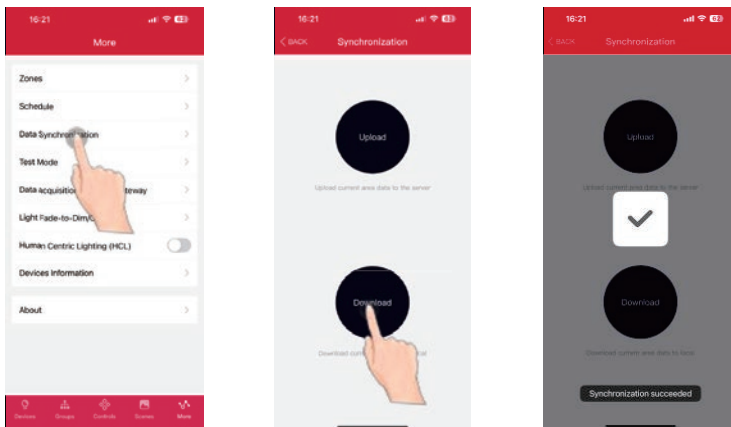 16:21
More
Zones
Schedule
Data Synchronization
Test Mode
Data acquisition teway
Light Fade-to-Dim/
Human Centric Lighting (HCL)
Devices Information
About
Devices Groups Controls Scenes More
16:21
< BACK Synchronization
Upload
Upload current area data to the server
Download
Download
16:21
< BACK Synchronization
Upload
Upload current area data to the server
Download
Download current area data to local
Synchronization succeeded